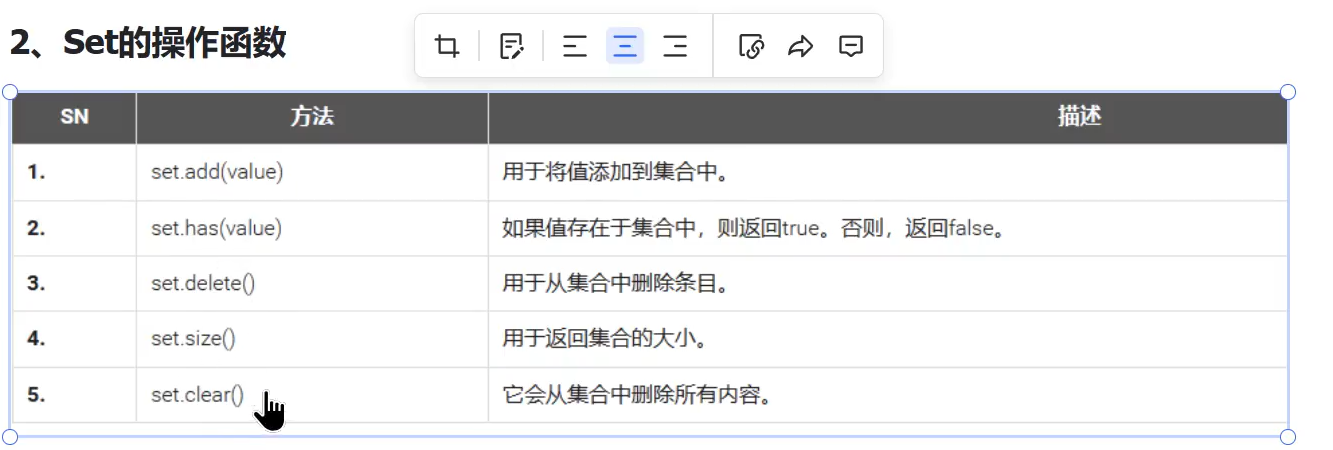 2、Set的操作函数
SN 方法 描述
1. set.add(value) 用于将值添加到集合中。
2. set.has(value) 如果值存在于集合中，则返回true。否则，返回false。
3. set.delete() 用于从集合中删除条目。
4. set.size() 用于返回集合的大小。
5. set.clear() 它会从集合中删除所有内容。